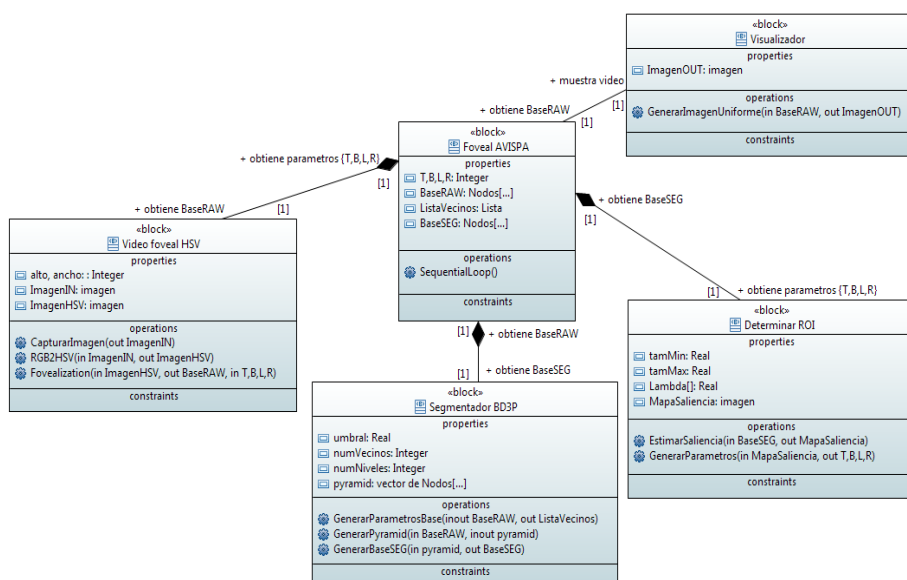 «block»
Visualizador
properties
ImagenOUT: imagen
operations
GenerarImagenUniforme(in BaseRAW, out ImagenOUT)
constraints
+ muestra video
[1]
+ obtiene BaseRAW
[1]
«block»
Foveal AVISPA
properties
T,B,L,R: Integer
BaseRAW: Nodos[...]
ListaVecinos: Lista
BaseSEG: Nodos[...]
operations
SequentialLoop()
constraints
+ obtiene parametros {T,B,L,R}
[1]
+ obtiene BaseRAW
[1]
«block»
Video foveal HSV
properties
alto, ancho: : Integer
ImagenIN: imagen
ImagenHSV: imagen
operations
CapturarImagen(out ImagenIN)
RGB2HSV(in ImagenIN, out ImagenHSV)
Fovealization(in ImagenHSV, out BaseRAW, in T,B,L,R)
constraints
+ obtiene BaseSEG
[1]
[1]
+ obtiene parametros {T,B,L,R}
«block»
Determinar ROI
properties
tamMin: Real
tamMax: Real
Lambda[]: Real
MapaSaliencia: imagen
operations
EstimarSaliencia(in BaseSEG, out MapaSaliencia)
GenerarParametros(in MapaSaliencia, out T,B,L,R)
constraints
[1]
+ obtiene BaseRAW
[1]
+ obtiene BaseSEG
«block»
Segmentador BD3P
properties
umbral: Real
numVecinos: Integer
numNiveles: Integer
pyramid: vector de Nodos[...]
operations
GenerarParametrosBase(inout BaseRAW, out ListaVecinos)
GenerarPyramid(in BaseRAW, inout pyramid)
GenerarBaseSEG(in pyramid, out BaseSEG)
constraints